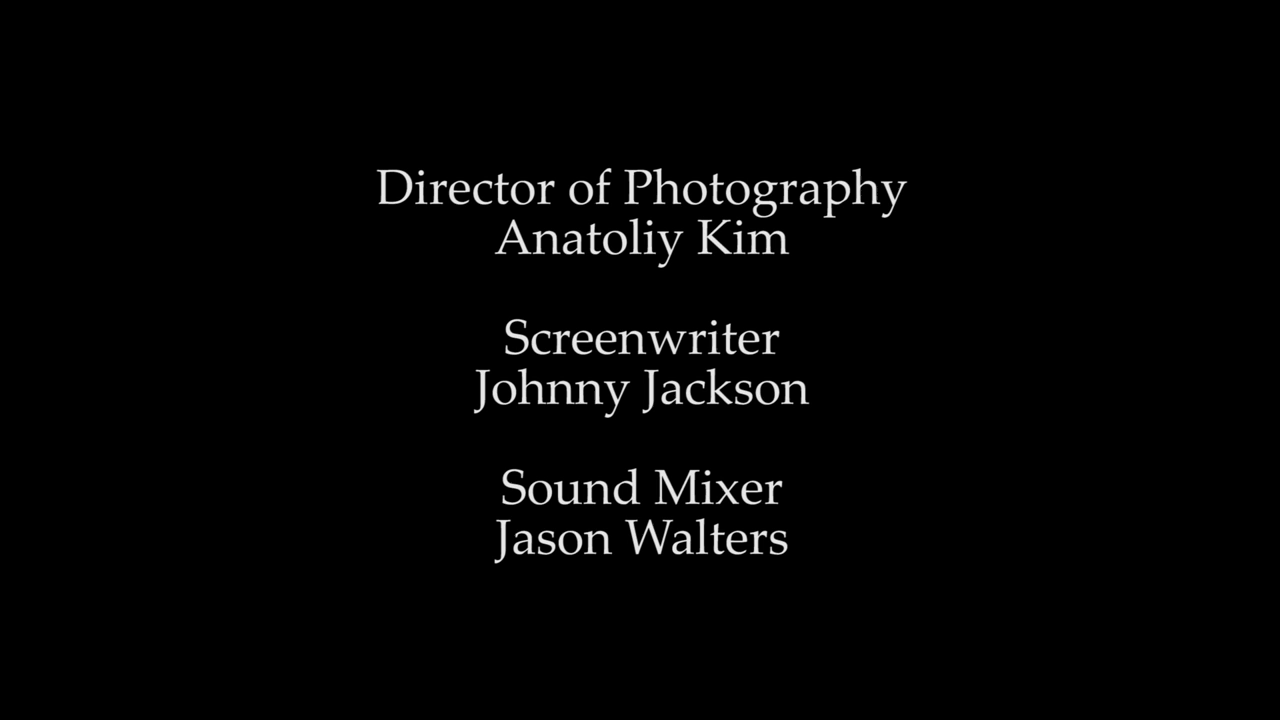 Director of Photography
Anatoliy Kim
Screenwriter
Johnny Jackson
Sound Mixer
Jason Walters